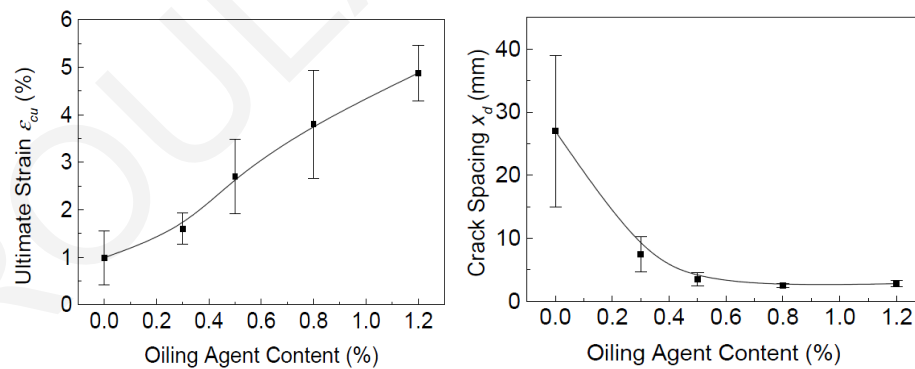 6
5
4
3
2
1
0
Ultimate Strain εcu (%)
0.0 0.2 0.4 0.6 0.8 1.0 1.2
Oiling Agent Content (%)
40
30
20
10
0
Crack Spacing xd (mm)
0.0 0.2 0.4 0.6 0.8 1.0 1.2
Oiling Agent Content (%)